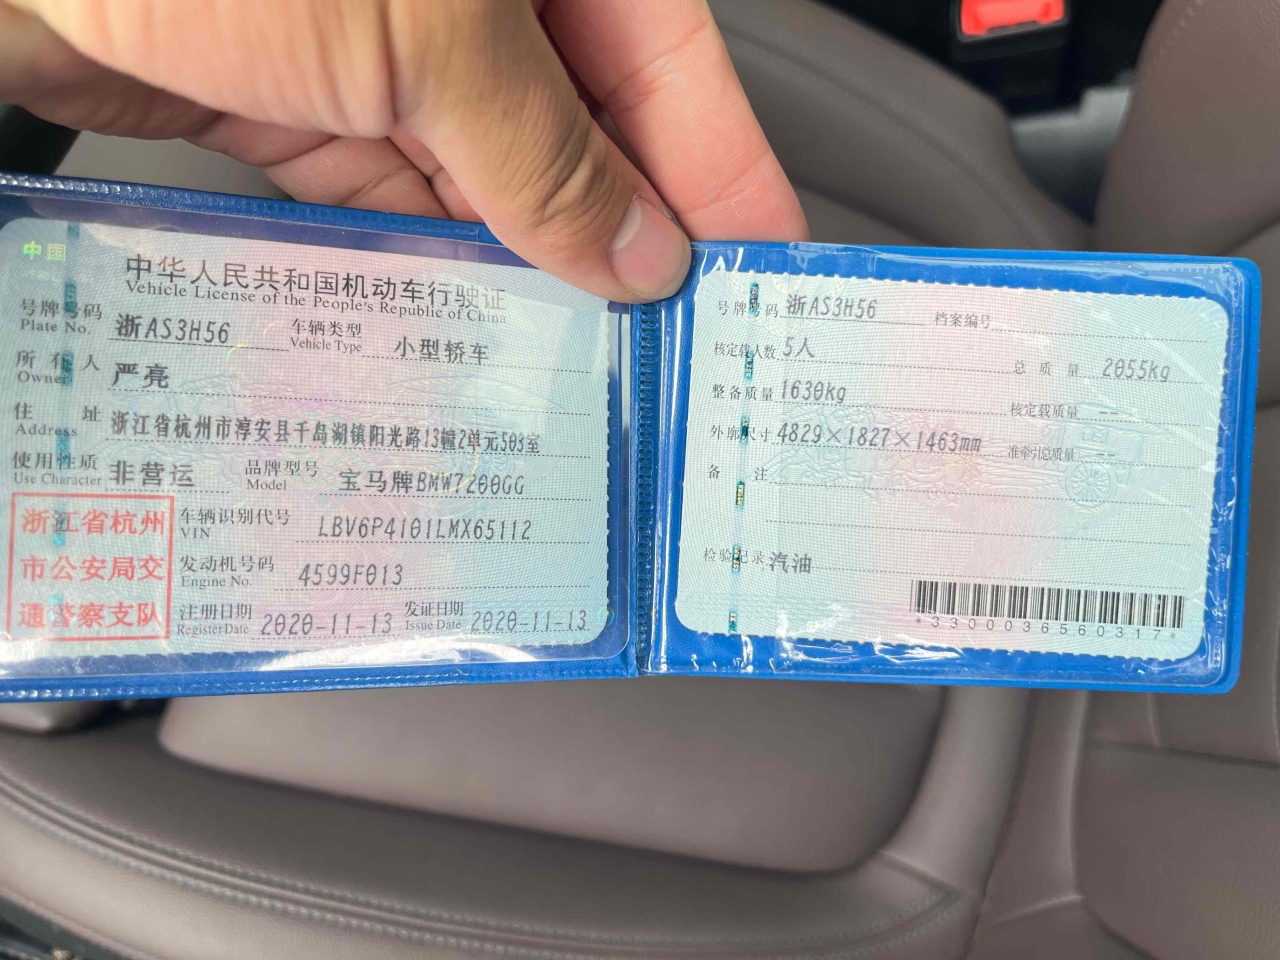 中国
中华人民共和国机动车行驶证
Vehicle License of the People's Republic of China
号牌号码 浙AS3H56 车辆类型 小型轿车
Plate No. Vehicle Type
所有人 严亮
Owner
住址 浙江省杭州市淳安县千岛湖镇阳光路13幢2单元503室
Address
使用性质 非营运 品牌型号 宝马牌BMW7200GG
Use Character Model
浙江省杭州
市公安局交
通警察支队
车辆识别代号 LBV6P4101LMX65112
VIN
发动机号码 4599F013
Engine No.
注册日期 2020-11-13 发证日期 2020-11-13
Register Date Issue Date
号牌号码 浙AS3H56 档案编号
核定载人数 5人 总质量 2055kg
整备质量 1630kg 核定载质量 --
外廓尺寸 4829×1827×1463mm 准牵引总质量 --
备注
检验记录 汽油
*3300036560317*